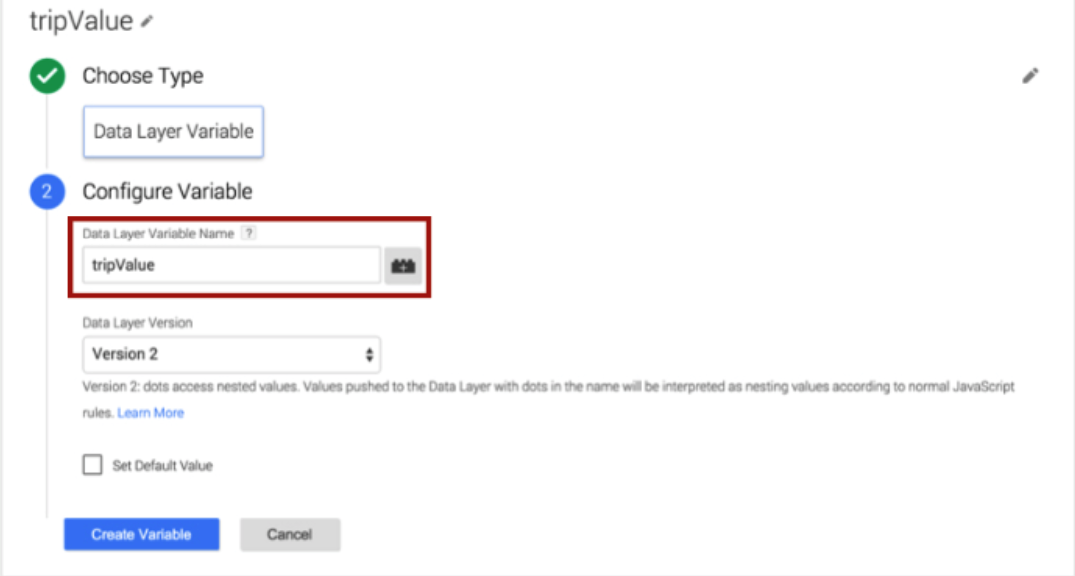 tripValue
Choose Type
Data Layer Variable
2
Configure Variable
Data Layer Variable Name ?
tripValue
Data Layer Version
Version 2
Version 2: dots access nested values. Values pushed to the Data Layer with dots in the name will be interpreted as nesting values according to normal JavaScript
rules. Learn More
Set Default Value
Create Variable Cancel